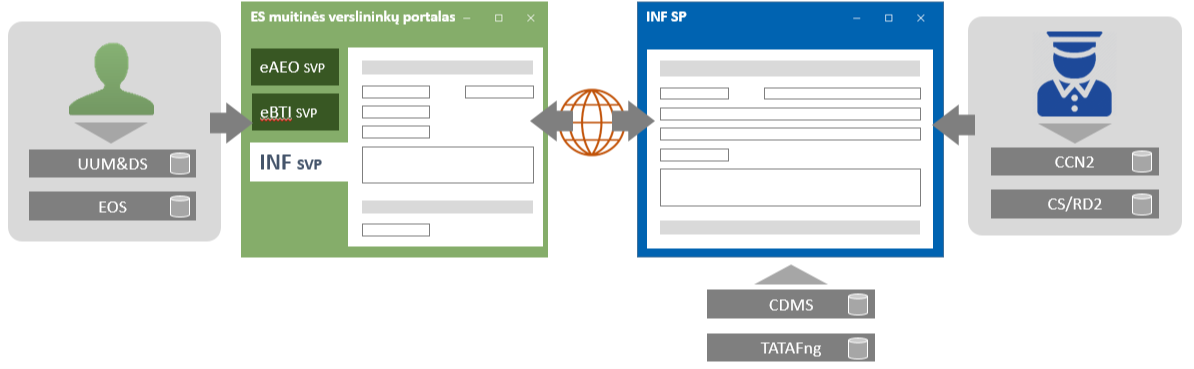 ES muitinės verslininkų portalas
eAEO SVP
eBTI SVP
INF SVP
UUM&DS
EOS
INF SP
CCN2
CS/RD2
CDMS
TATAFng